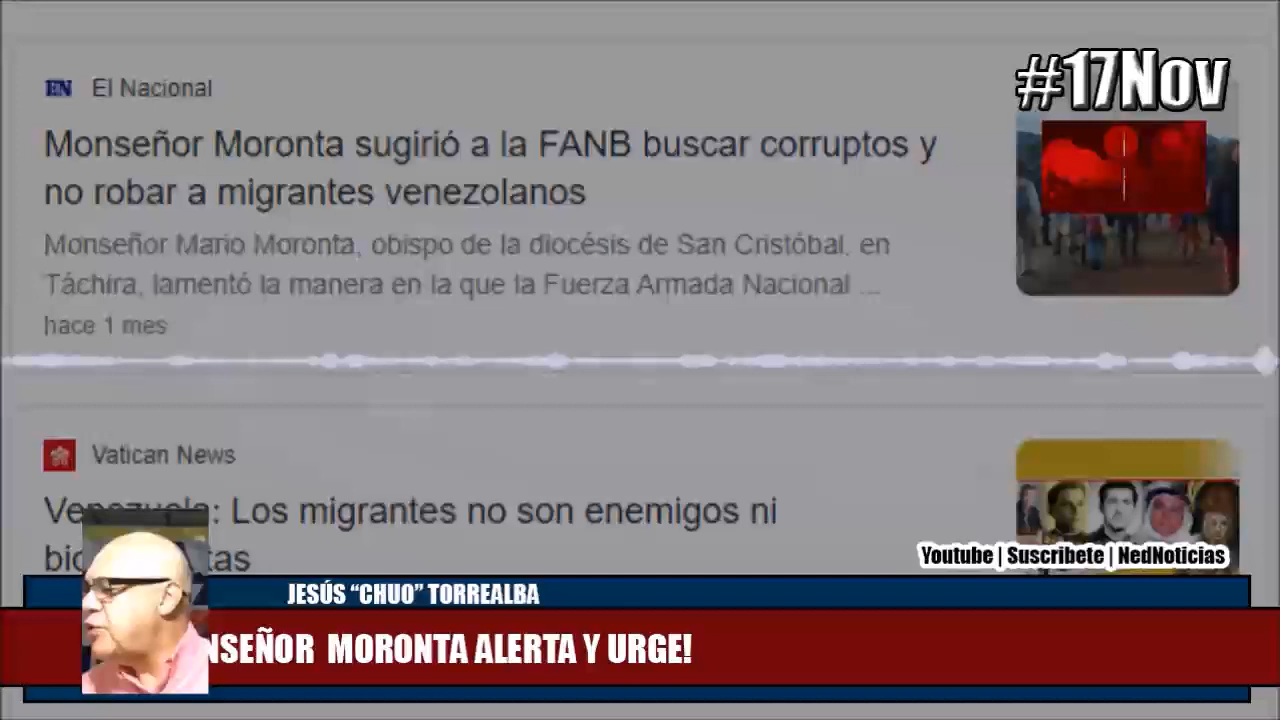 #17Nov
EN El Nacional
Monseñor Moronta sugirió a la FANB buscar corruptos y
no robar a migrantes venezolanos
Monseñor Mario Moronta, obispo de la diócésis de San Cristóbal, en
Táchira, lamentó la manera en la que la Fuerza Armada Nacional ...
hace 1 mes
Vatican News
: Los migrantes no son enemigos ni
Youtube | Suscribete | NedNoticias
JESÚS “CHUO” TORREALBA
NSEÑOR MORONTA ALERTA Y URGE!